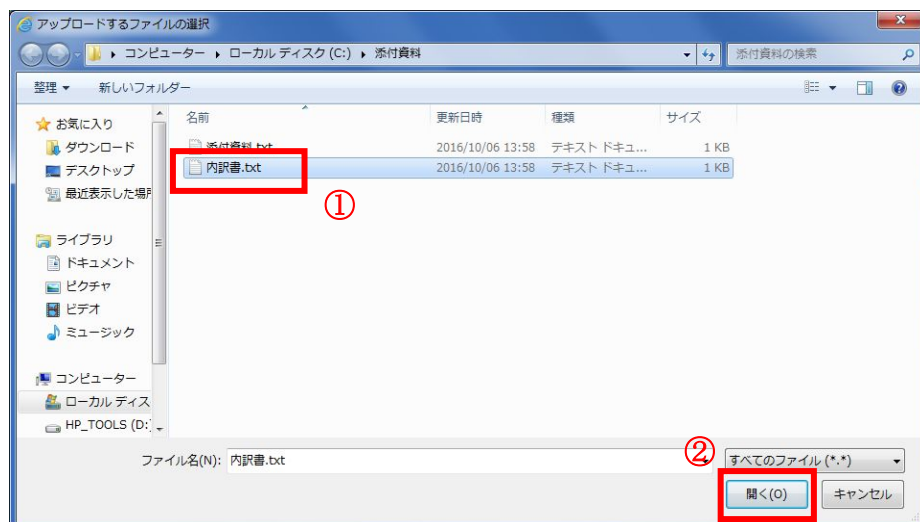 アップロードするファイルの選択
コンピューター ▸ ローカル ディスク (C:) ▸ 添付資料
添付資料の検索
整理 ▼ 新しいフォルダー
お気に入り
ダウンロード
デスクトップ
最近表示した場所
ライブラリ
ドキュメント
ピクチャ
ビデオ
ミュージック
コンピューター
ローカル ディス
HP_TOOLS (D:)
名前 更新日時 種類 サイズ
添付資料.txt 2016/10/06 13:58 テキスト ドキュ... 1 KB
内訳書.txt 2016/10/06 13:58 テキスト ドキュ... 1 KB
①
ファイル名(N): 内訳書.txt
②
すべてのファイル (*.*)
開く(O) キャンセル